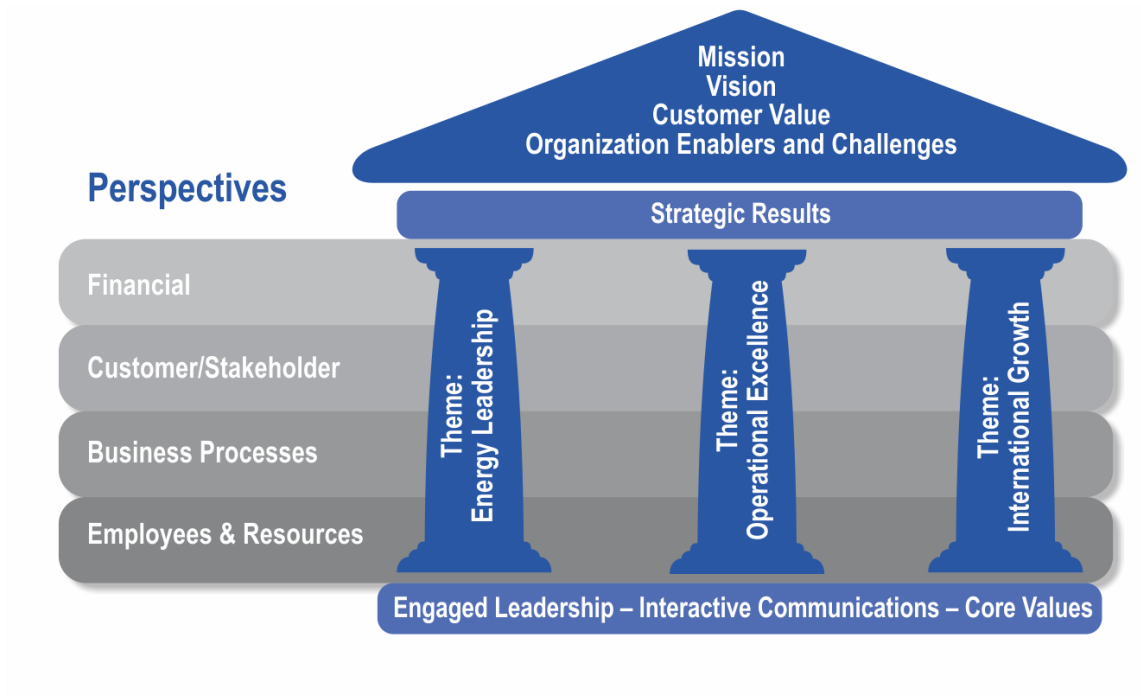 Mission
Vision
Customer Value
Organization Enablers and Challenges
Perspectives
Strategic Results
Financial
Customer/Stakeholder
Business Processes
Employees & Resources
Theme:
Energy Leadership
Theme:
Operational Excellence
Theme:
International Growth
Engaged Leadership – Interactive Communications – Core Values